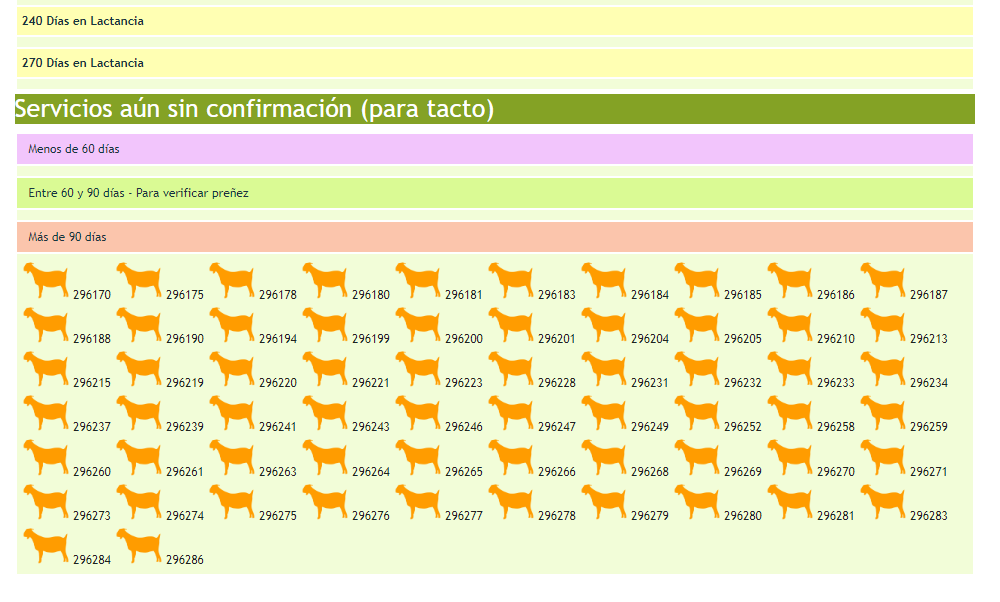 240 Días en Lactancia
270 Días en Lactancia
Servicios aún sin confirmación (para tacto)
Menos de 60 días
Entre 60 y 90 días - Para verificar preñez
Más de 90 días
296170 296175 296178 296180 296181 296183 296184 296185 296186 296187
296188 296190 296194 296199 296200 296201 296204 296205 296210 296213
296215 296219 296220 296221 296223 296228 296231 296232 296233 296234
296237 296239 296241 296243 296246 296247 296249 296252 296258 296259
296260 296261 296263 296264 296265 296266 296268 296269 296270 296271
296273 296274 296275 296276 296277 296278 296279 296280 296281 296283
296284 296286